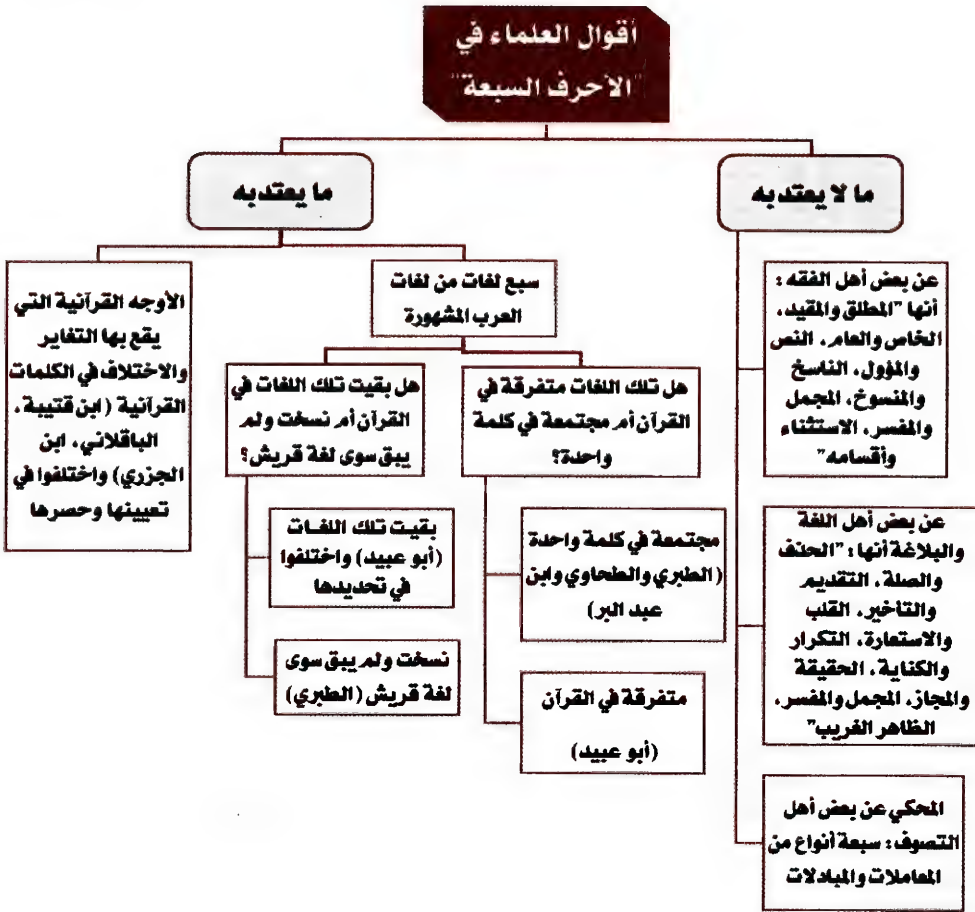 أقوال العلماء في
"الأحرف السبعة"
ما لا يعتدبه
عن بعض أهل الفقه :
أنها "المطلق والمقيد،
الخاص والعام، النص
والمؤول، الناسخ
والمنسوخ، المجمل
والمفسر، الاستثناء
وأقسامه"
عن بعض أهل اللغة
والبلاغة أنها : "الحذف
والصلة، التقديم
والتأخير، القلب
والاستعارة، التكرار
والكناية، الحقيقة
والمجاز، المجمل والمفسر،
الظاهر الغريب"
المحكي عن بعض أهل
التصوف : سبعة أنواع من
المعاملات والمبادلات
ما يعتدبه
سبع لغات من لغات
العرب المشهورة
هل تلك اللغات متفرقة في
القرآن أم مجتمعة في كلمة
واحدة؟
مجتمعة في كلمة واحدة
(الطبري والطحاوي وابن
عبد البر)
متفرقة في القرآن
(أبو عبيد)
هل بقيت تلك اللغات في
القرآن أم نسخت ولم
يبق سوى لغة قريش؟
بقيت تلك اللغات
(أبو عبيد) واختلفوا
في تحديدها
نسخت ولم يبق سوى
لغة قريش (الطبري)
الأوجه القرآنية التي
يقع بها التغاير
والاختلاف في الكلمات
القرآنية (ابن قتيبة،
الباقلاني، ابن
الجزري) واختلفوا في
تعيينها وحصرها